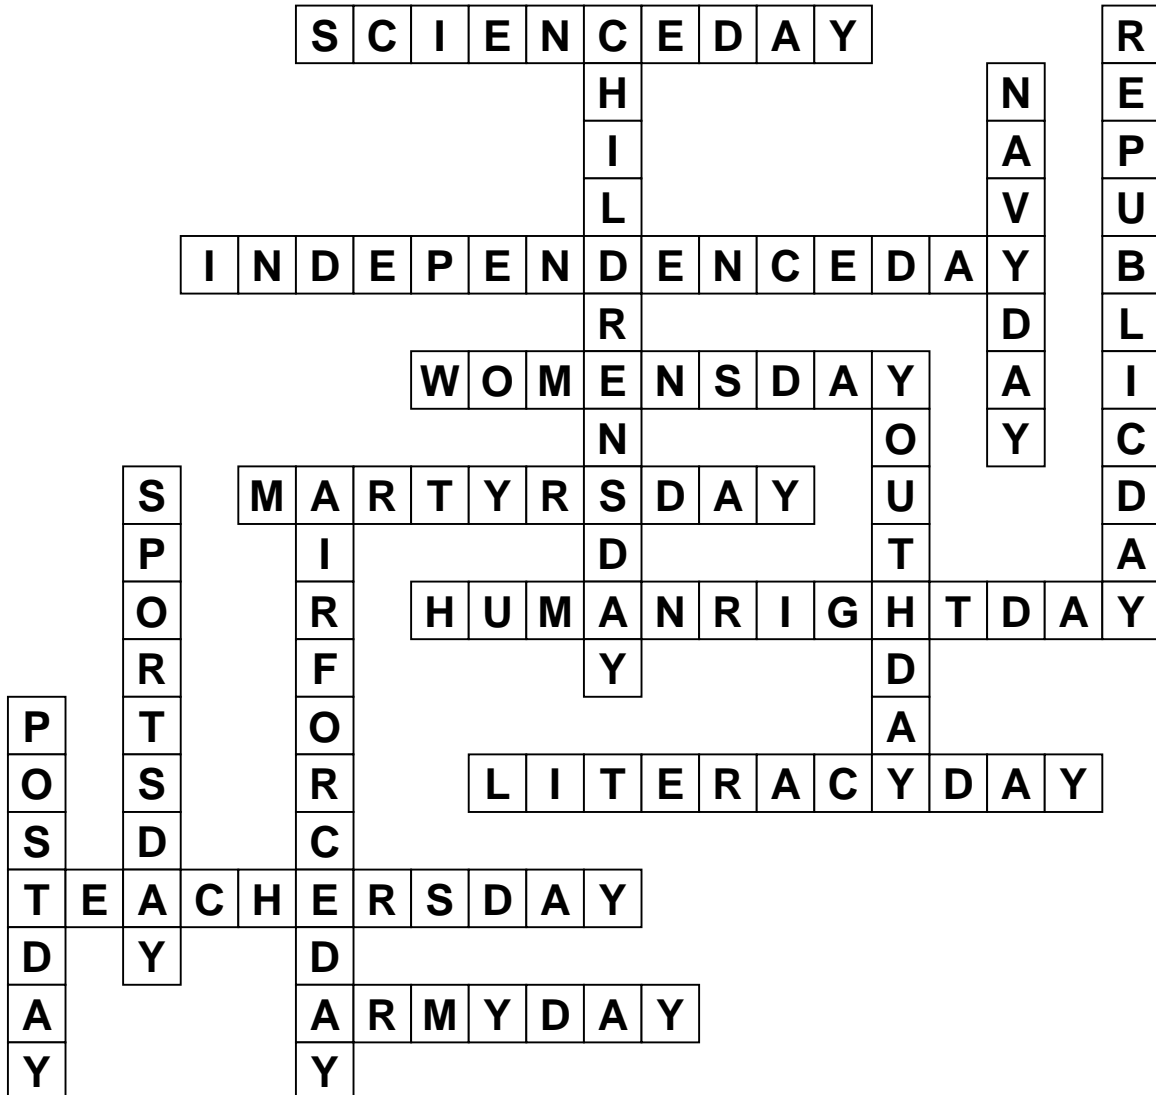 SCIENCEDAY
CHILDRENSDAY
REPUBLICDAY
NAVYDAY
INDEPENDENCEDAY
WOMENSDAY
YOUTHDAY
SPORTSDAY
MARTYRSDAY
AIRFORCEDAY
HUMANRIGHTDAY
POSTDAY
LITERACYDAY
TEACHERSDAY
ARMYDAY